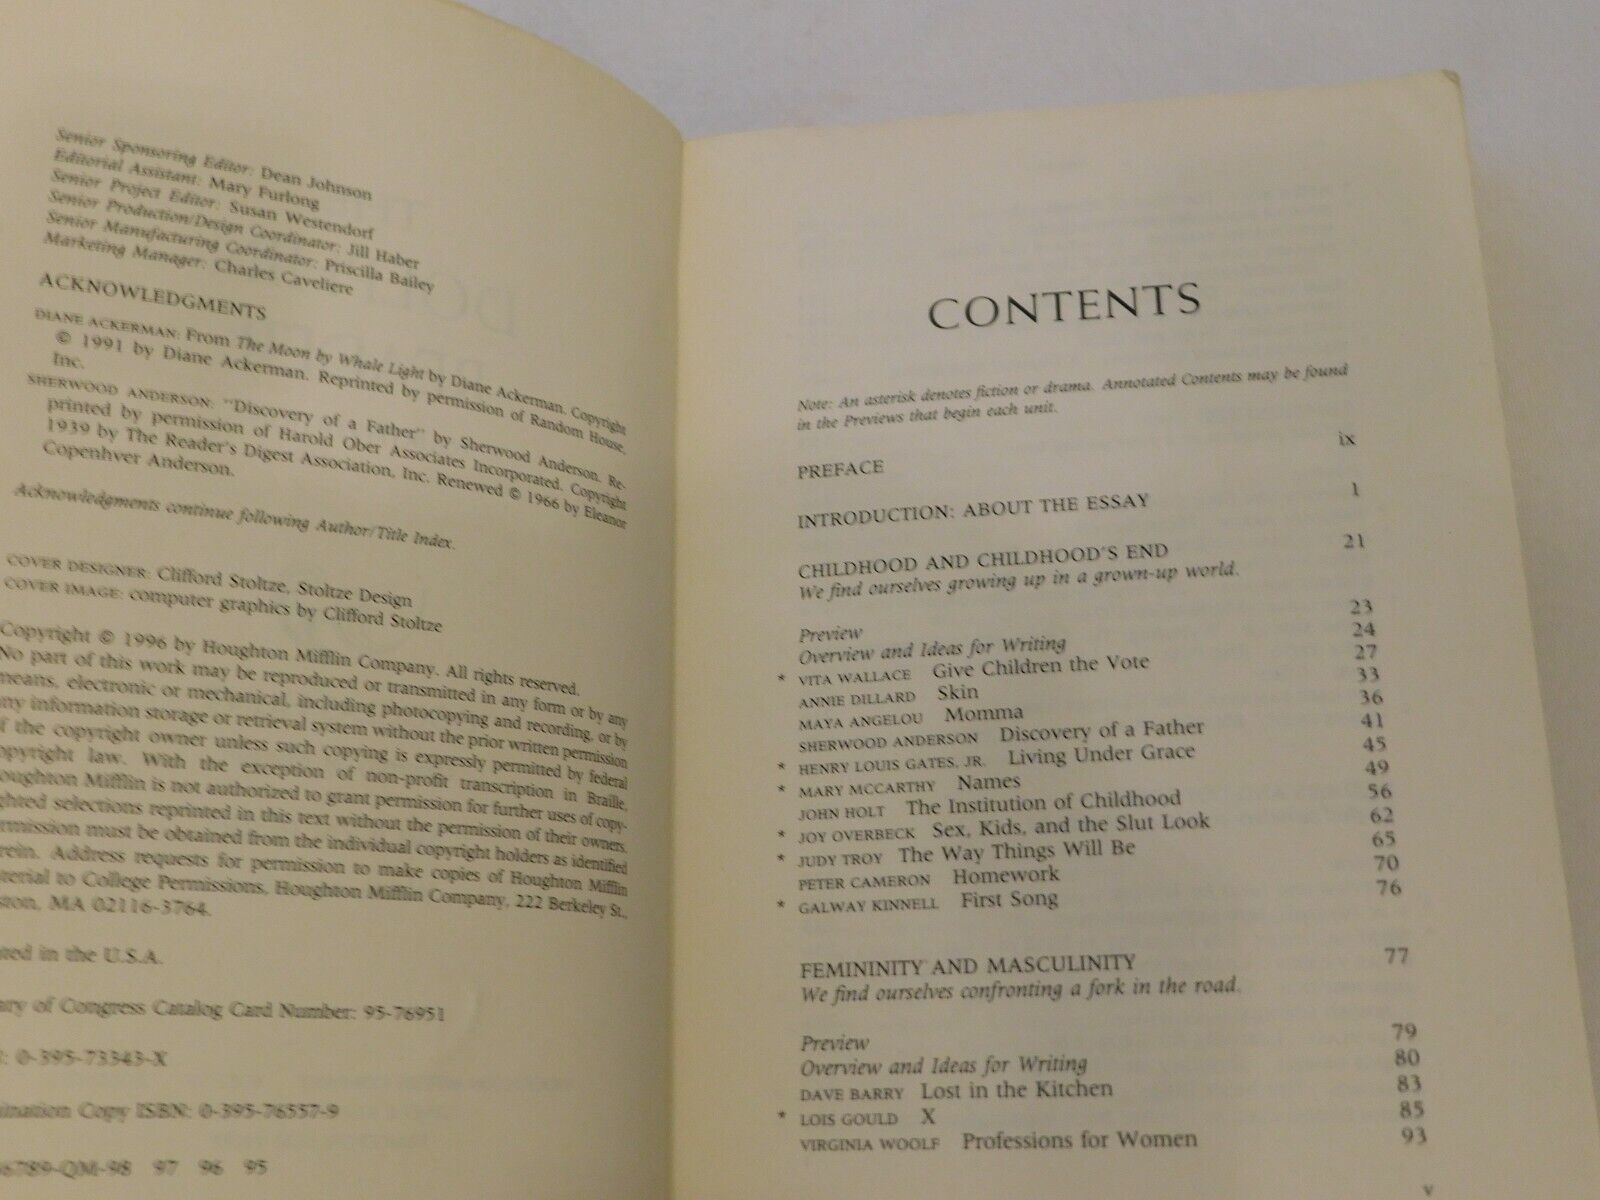 Senior Sponsoring Editor: Dean Johnson
Editorial Assistant: Mary Furlong
Senior Project Editor: Susan Westendorf
Senior Production/Design Coordinator: Jill Haber
Senior Manufacturing Coordinator: Priscilla Bailey
Marketing Manager: Charles Caveliere
ACKNOWLEDGMENTS
DIANE ACKERMAN: From The Moon by Whale Light by Diane Ackerman. Copyright
© 1991 by Diane Ackerman. Reprinted by permission of Random House,
Inc.
SHERWOOD ANDERSON: "Discovery of a Father" by Sherwood Anderson. Re-
printed by permission of Harold Ober Associates Incorporated. Copyright
1939 by The Reader's Digest Association, Inc. Renewed © 1966 by Eleanor
Copenhver Anderson.
Acknowledgments continue following Author/Title Index.
COVER DESIGNER: Clifford Stoltze, Stoltze Design
COVER IMAGE: computer graphics by Clifford Stoltze
Copyright © 1996 by Houghton Mifflin Company. All rights reserved.
No part of this work may be reproduced or transmitted in any form or by any
means, electronic or mechanical, including photocopying and recording, or by
ny information storage or retrieval system without the prior written permission
f the copyright owner unless such copying is expressly permitted by federal
opyright law. With the exception of non-profit transcription in Braille,
oughton Mifflin is not authorized to grant permission for further uses of copy-
ghted selections reprinted in this text without the permission of their owners.
rmission must be obtained from the individual copyright holders as identified
rein. Address requests for permission to make copies of Houghton Mifflin
aterial to College Permissions, Houghton Mifflin Company, 222 Berkeley St.,
ston, MA 02116-3764.
ted in the U.S.A.
ary of Congress Catalog Card Number: 95-76951
: 0-395-73343-X
mination Copy ISBN: 0-395-76557-9
6789-QM-98 97 96 95
CONTENTS
Note: An asterisk denotes fiction or drama. Annotated Contents may be found
in the Previews that begin each unit.
PREFACE ix
INTRODUCTION: ABOUT THE ESSAY 1
CHILDHOOD AND CHILDHOOD'S END 21
We find ourselves growing up in a grown-up world.
Preview 23
Overview and Ideas for Writing 24
* VITA WALLACE Give Children the Vote 27
ANNIE DILLARD Skin 33
MAYA ANGELOU Momma 36
SHERWOOD ANDERSON Discovery of a Father 41
* HENRY LOUIS GATES, JR. Living Under Grace 45
* MARY MCCARTHY Names 49
JOHN HOLT The Institution of Childhood 56
* JOY OVERBECK Sex, Kids, and the Slut Look 62
* JUDY TROY The Way Things Will Be 65
PETER CAMERON Homework 70
* GALWAY KINNELL First Song 76
FEMININITY AND MASCULINITY 77
We find ourselves confronting a fork in the road.
Preview 79
Overview and Ideas for Writing 80
DAVE BARRY Lost in the Kitchen 83
* LOIS GOULD X 85
VIRGINIA WOOLF Professions for Women 93
v